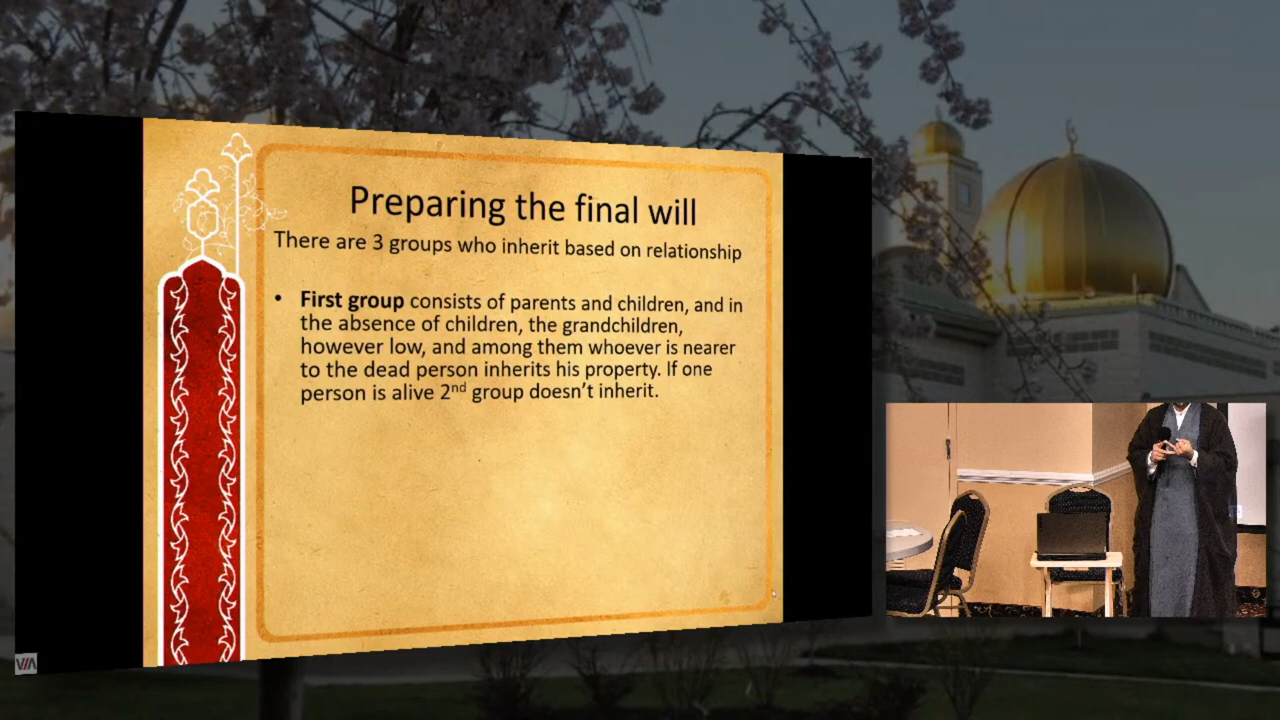 Preparing the final will
There are 3 groups who inherit based on relationship
• First group consists of parents and children, and in
the absence of children, the grandchildren,
however low, and among them whoever is nearer
to the dead person inherits his property. If one
person is alive 2nd group doesn't inherit.
VIA